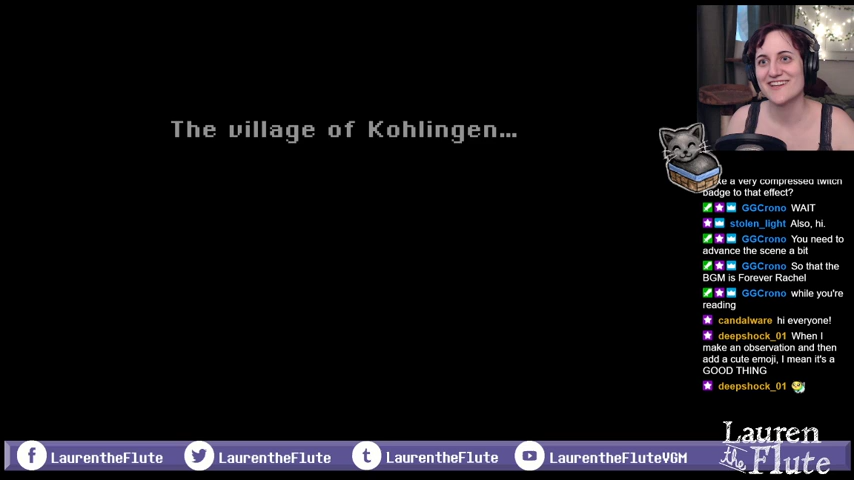 The village of Kohlingen...
a very compressed twitch
badge to that effect?
GGCrono WAIT
stolen_light Also, hi.
GGCrono You need to
advance the scene a bit
GGCrono So that the
BGM is Forever Rachel
GGCrono while you're
reading
candalware hi everyone!
deepshock_01 When I
make an observation and then
add a cute emoji, I mean it's a
GOOD THING
deepshock_01
LaurentheFlute
LaurentheFlute
LaurentheFlute
LaurentheFluteVGM
Lauren
the Flute